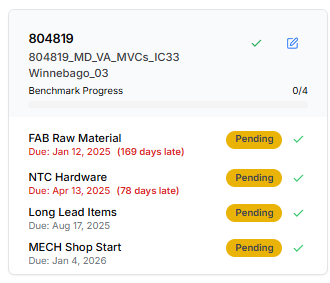 804819
804819_MD_VA_MVCs_IC33
Winnebago_03
Benchmark Progress 0/4
FAB Raw Material Pending
Due: Jan 12, 2025 (169 days late)
NTC Hardware Pending
Due: Apr 13, 2025 (78 days late)
Long Lead Items Pending
Due: Aug 17, 2025
MECH Shop Start Pending
Due: Jan 4, 2026